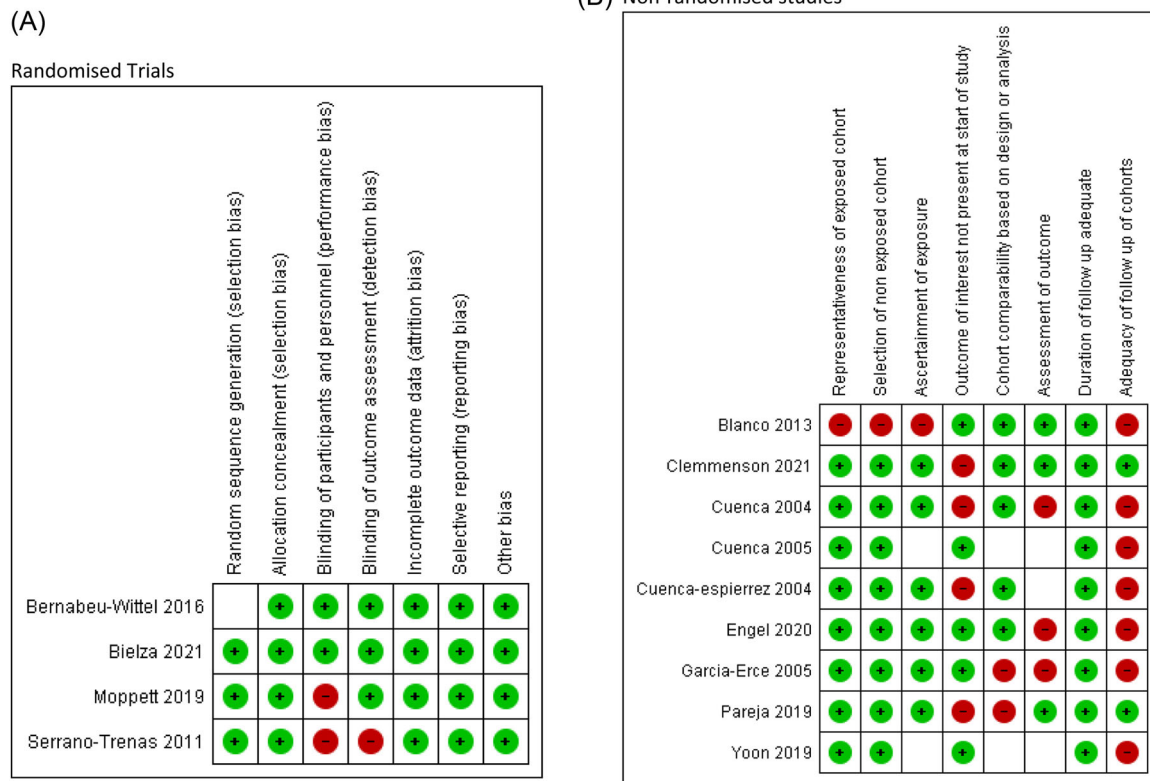 (A)
Randomised Trials
Random sequence generation (selection bias)
Allocation concealment (selection bias)
Blinding of participants and personnel (performance bias)
Blinding of outcome assessment (detection bias)
Incomplete outcome data (attrition bias)
Selective reporting (reporting bias)
Other bias
Bernabeu-Wittel 2016 + + + + + +
Bielza 2021 + + + + + + +
Moppett 2019 + + - + + + +
Serrano-Trenas 2011 + + - - + + +
(B) Non-randomised studies
Representativeness of exposed cohort
Selection of non exposed cohort
Ascertainment of exposure
Outcome of interest not present at start of study
Cohort comparability based on design or analysis
Assessment of outcome
Duration of follow up adequate
Adequacy of follow up of cohorts
Blanco 2013 - - - + + + + -
Clemmenson 2021 + + + - + + + +
Cuenca 2004 + + + - + - + -
Cuenca 2005 + + + + -
Cuenca-espierrez 2004 + + + - + + -
Engel 2020 + + + + + - + -
Garcia-Erce 2005 + + + + - - + -
Pareja 2019 + + + - - + + +
Yoon 2019 + + + + -